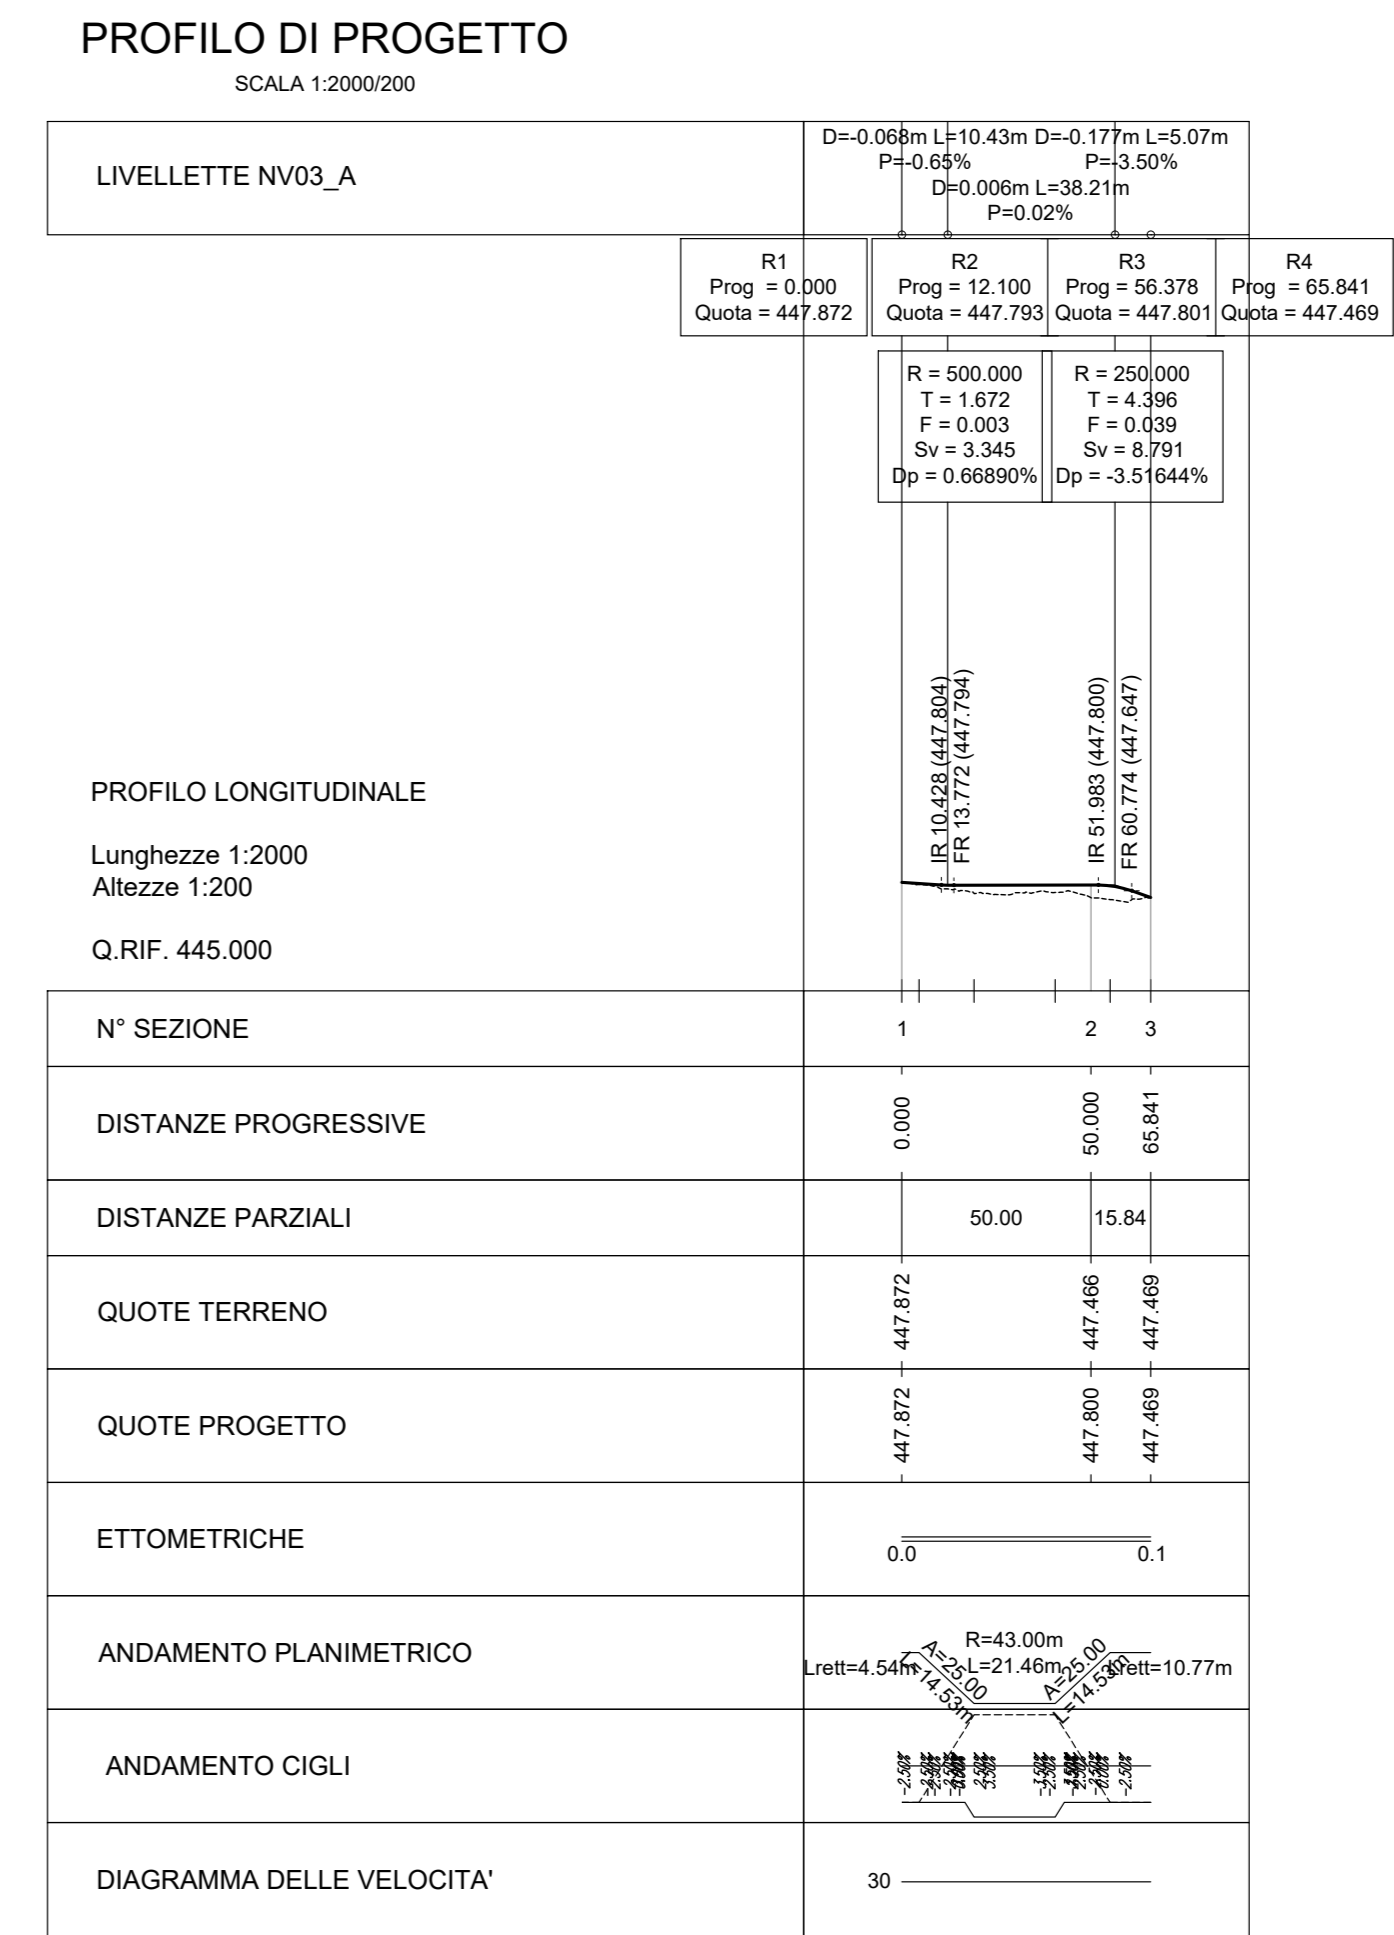 PROFILO DI PROGETTO
SCALA 1:2000/200
LIVELLETTE NV03_A
D=-0.068m L=10.43m D=-0.177m L=5.07m
P=-0.65% P=-3.50%
D=0.006m L=38.21m
P=0.02%
R1
Prog = 0.000
Quota = 447.872
R2
Prog = 12.100
Quota = 447.793
R3
Prog = 56.378
Quota = 447.801
R4
Prog = 65.841
Quota = 447.469
R = 500.000
T = 1.672
F = 0.003
Sv = 3.345
Dp = 0.66890%
R = 250.000
T = 4.396
F = 0.039
Sv = 8.791
Dp = -3.51644%
IR 10.428 (447.804)
FR 13.772 (447.794)
IR 51.983 (447.800)
FR 60.774 (447.647)
PROFILO LONGITUDINALE
Lunghezze 1:2000
Altezze 1:200
Q.RIF. 445.000
N° SEZIONE
1 2 3
DISTANZE PROGRESSIVE
0.000 50.000 65.841
DISTANZE PARZIALI
50.00 15.84
QUOTE TERRENO
447.872 447.466 447.469
QUOTE PROGETTO
447.872 447.800 447.469
ETTOMETRICHE
0.0 0.1
ANDAMENTO PLANIMETRICO
Lrett=4.54m
A=25.00
L=14.53m
R=43.00m
L=21.46m
A=25.00
L=14.53m
Lrett=10.77m
ANDAMENTO CIGLI
-2.50%
-2.50%
DIAGRAMMA DELLE VELOCITA'
30